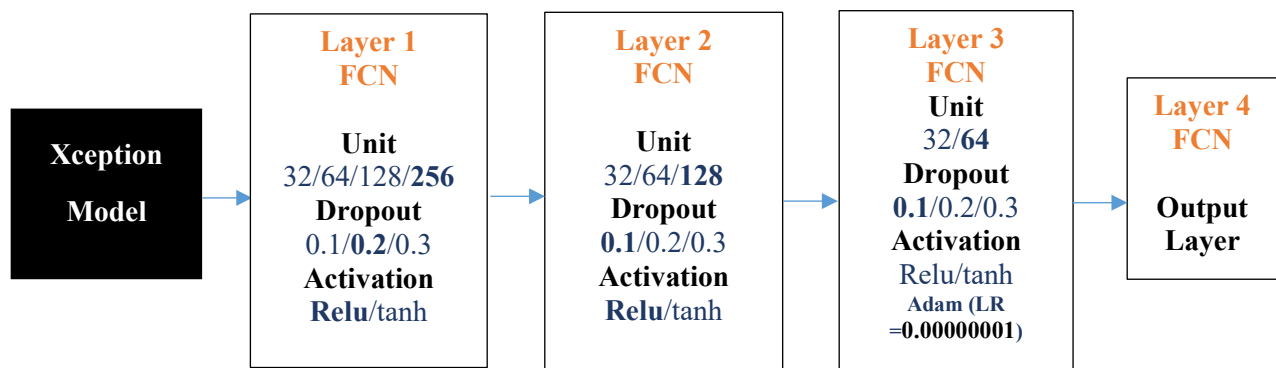 Xception
Model
Layer 1
FCN
Unit
32/64/128/256
Dropout
0.1/0.2/0.3
Activation
Relu/tanh
Layer 2
FCN
Unit
32/64/128
Dropout
0.1/0.2/0.3
Activation
Relu/tanh
Layer 3
FCN
Unit
32/64
Dropout
0.1/0.2/0.3
Activation
Relu/tanh
Adam (LR
=0.00000001)
Layer 4
FCN
Output
Layer